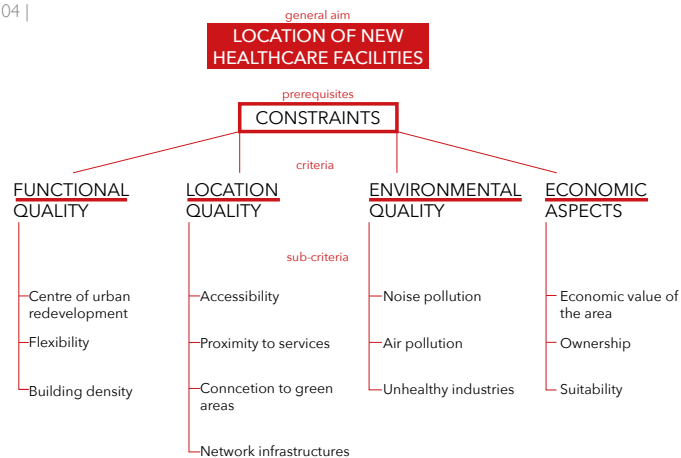 04 |
general aim
LOCATION OF NEW
HEALTHCARE FACILITIES
prerequisites
CONSTRAINTS
criteria
FUNCTIONAL
QUALITY
LOCATION
QUALITY
ENVIRONMENTAL
QUALITY
ECONOMIC
ASPECTS
sub-criteria
Centre of urban
redevelopment
Flexibility
Building density
Accessibility
Proximity to services
Conncetion to green
areas
Network infrastructures
Noise pollution
Air pollution
Unhealthy industries
Economic value of
the area
Ownership
Suitability